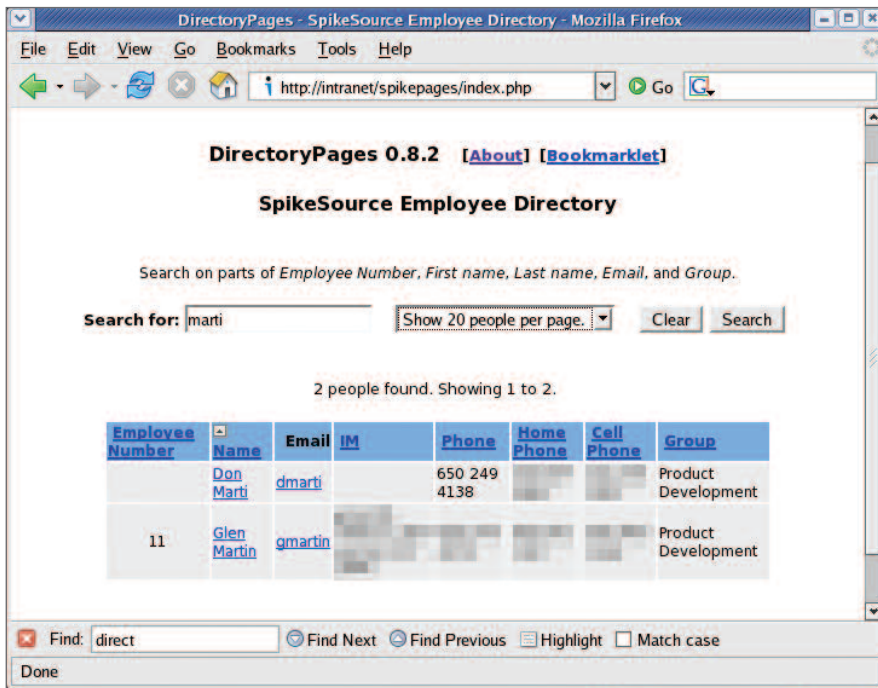 DirectoryPages - SpikeSource Employee Directory - Mozilla Firefox
File Edit View Go Bookmarks Tools Help
http://intranet/spikepages/index.php Go G
DirectoryPages 0.8.2 [About] [Bookmarklet]
SpikeSource Employee Directory
Search on parts of Employee Number, First name, Last name, Email, and Group.
Search for: marti Show 20 people per page. Clear Search
2 people found. Showing 1 to 2.
Employee Number Name Email IM Phone Home Phone Cell Phone Group
Don Marti dmarti 650 249 4138 Product Development
11 Glen Martin gmartin Product Development
Find: direct Find Next Find Previous Highlight Match case
Done